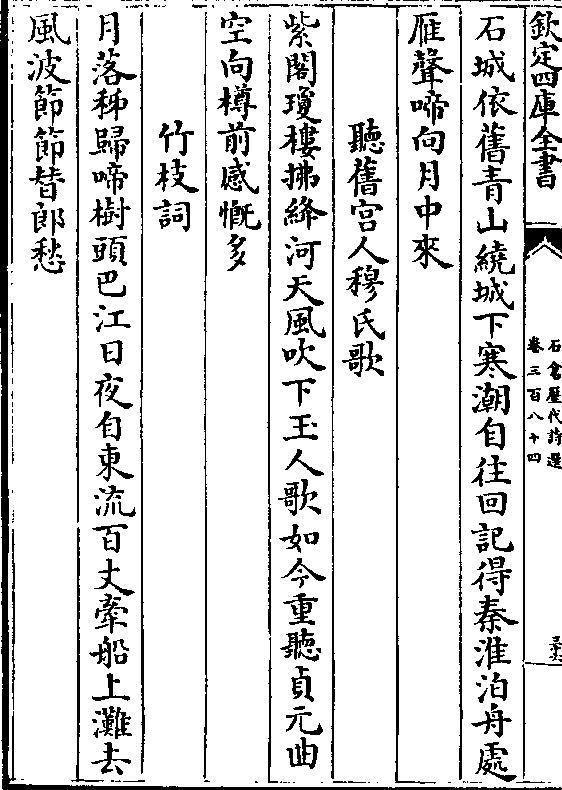 欽定四庫全書
石倉歷代詩選
卷三百八十四
石城依舊青山繞城下寒潮自往回記得秦淮泊舟處
雁聲啼向月中來
聽舊宫人穆氏歌
紫閣瓊樓拂絳河天風吹下玉人歌如今重聽貞元曲
空向樽前感慨多
竹枝詞
月落秭歸啼樹頭巴江日夜自東流百丈牽船上灘去
風波節節替郎愁